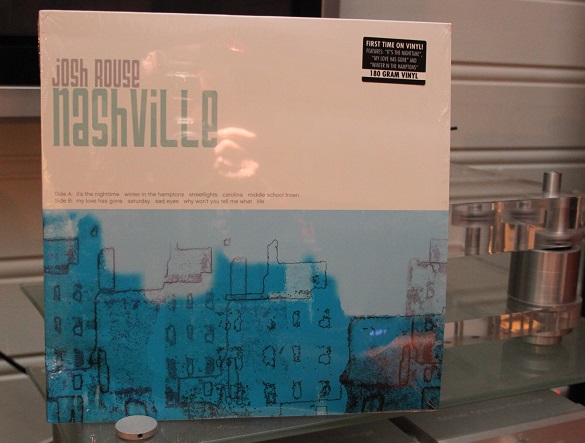 josh rouse
nashville
FIRST TIME ON VINYL!
FEATURES: "IT'S THE NIGHTTIME"
"MY LOVE HAS GONE" AND
"WINTER IN THE HAMPTONS"
180 GRAM VINYL
Side A: it's the nighttime winter in the hamptons streetlights carolina middle school frown
Side B: my love has gone saturday sad eyes why won't you tell me what life